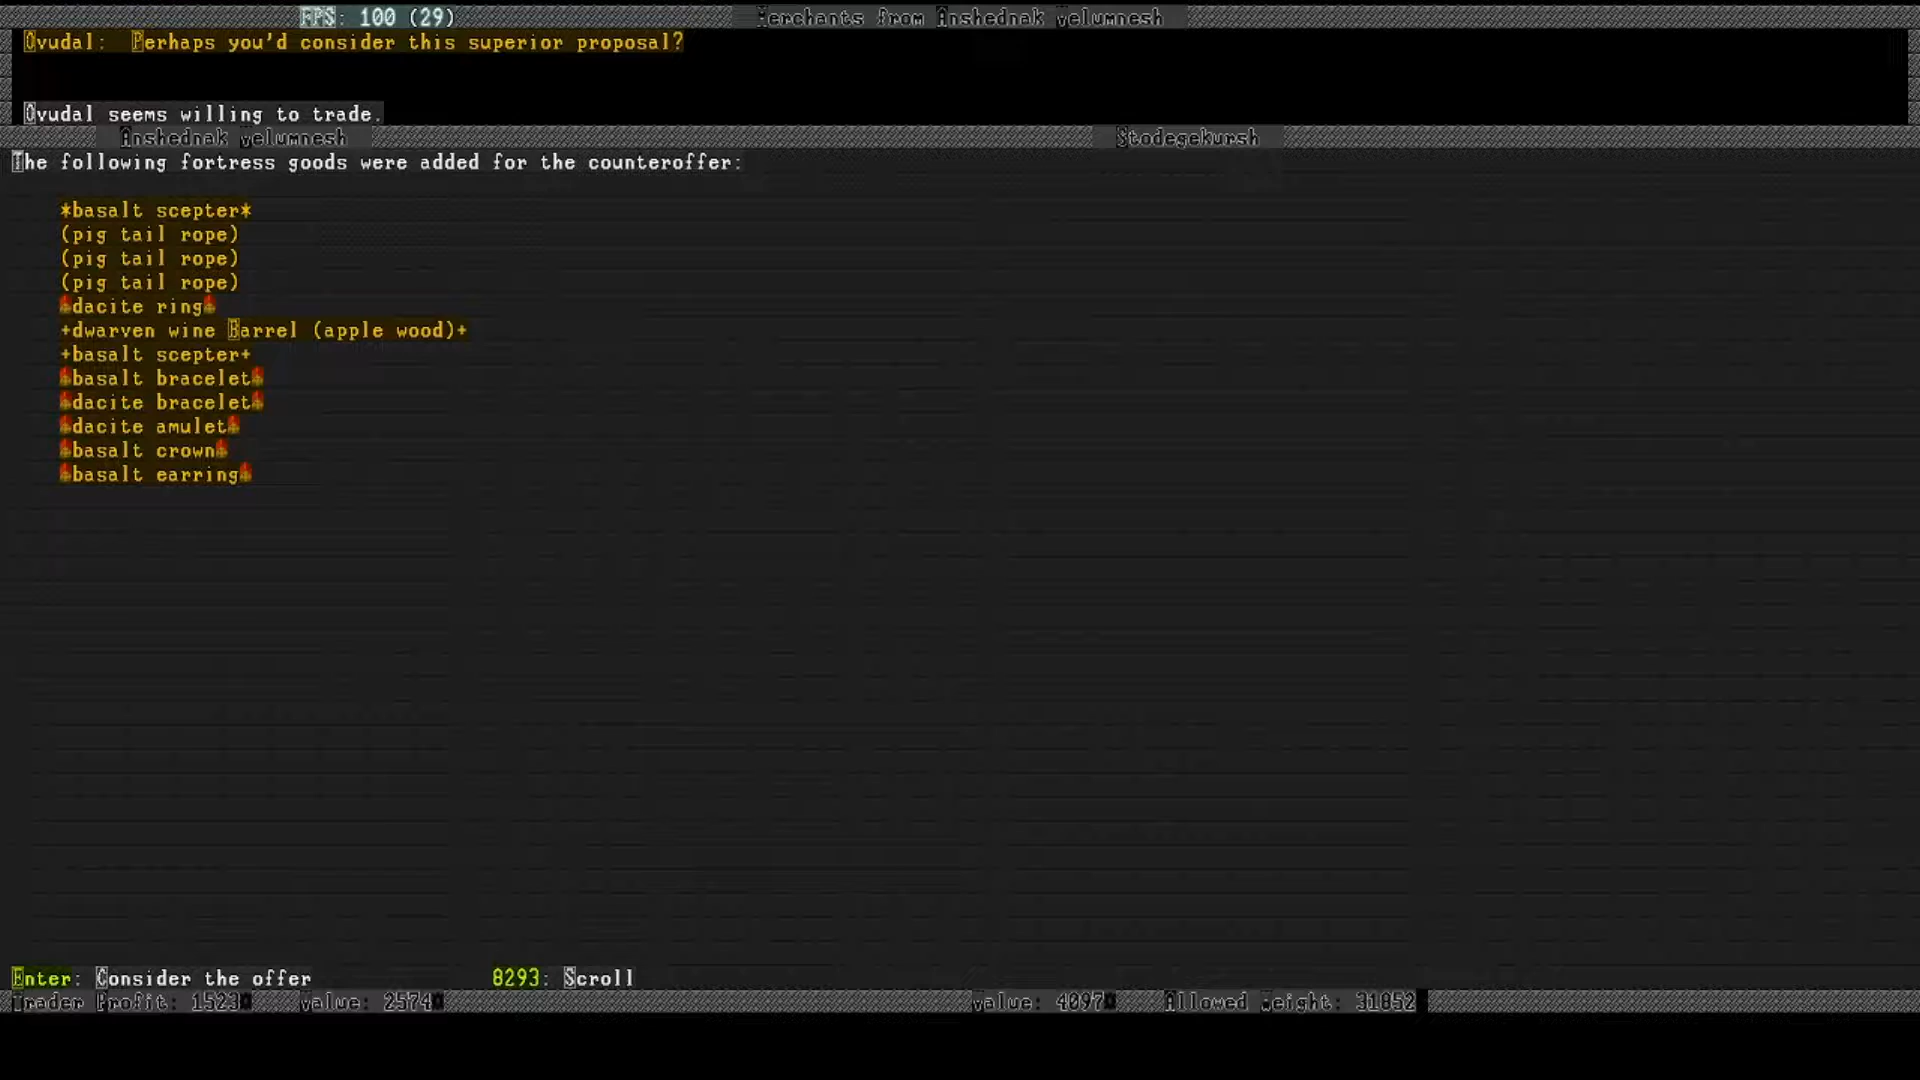 FPS: 100 (29) Merchants from Anshednak Velumnesh
Ovudal: Perhaps you'd consider this superior proposal?
Ovudal seems willing to trade.
Anshednak Velumnesh Stodegekursh
The following fortress goods were added for the counteroffer:
*basalt scepter*
(pig tail rope)
(pig tail rope)
(pig tail rope)
dacite ring
+dwarven wine Barrel (apple wood)+
+basalt scepter+
basalt bracelet
dacite bracelet
dacite amulet
basalt crown
basalt earring
Enter: Consider the offer 8293: Scroll
Trader Profit: 1523 Value: 2574 Value: 4097 Allowed Weight: 31852